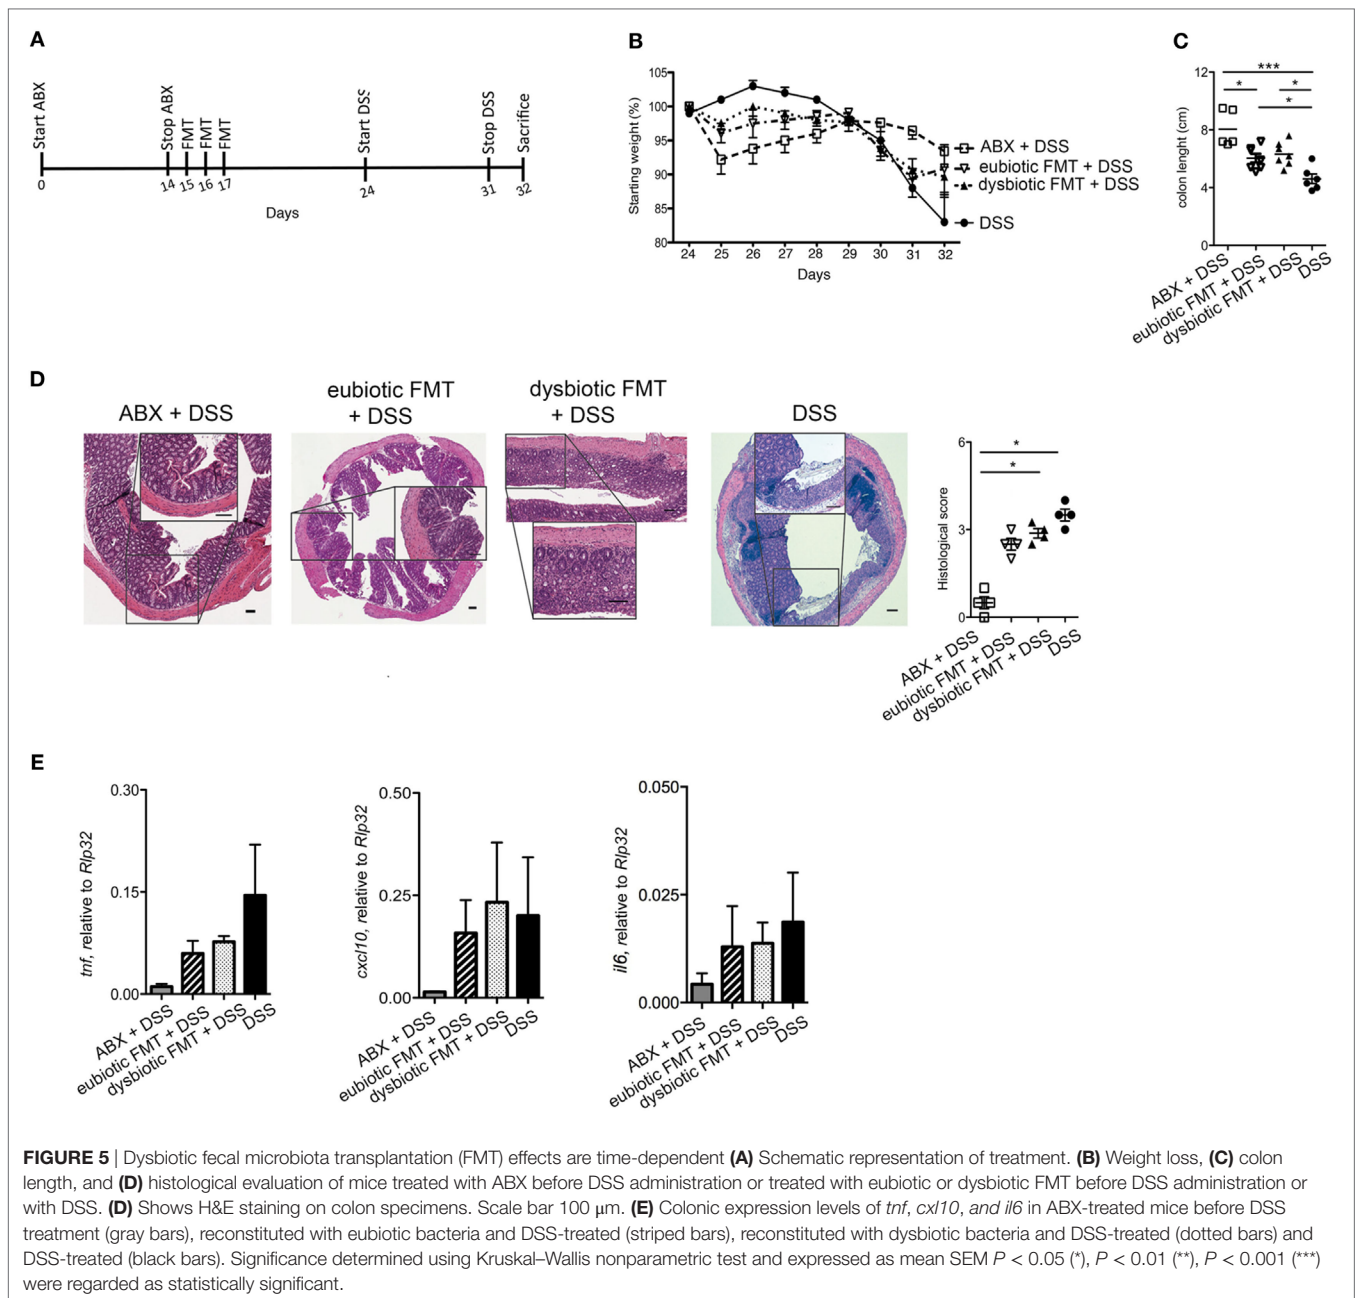 A
Start ABX
Stop ABX
FMT
FMT
FMT
Start DSS
Stop DSS
Sacrifice
0
14
15
16
17
24
31
32
Days
B
Starting weight (%)
105
100
95
90
85
80
24
25
26
27
28
29
30
31
32
Days
ABX + DSS
eubiotic FMT + DSS
dysbiotic FMT + DSS
DSS
C
colon lenght (cm)
12
8
4
0
***
*
*
*
ABX + DSS
eubiotic FMT + DSS
dysbiotic FMT + DSS
DSS
D
ABX + DSS
eubiotic FMT
+ DSS
dysbiotic FMT
+ DSS
DSS
Histological score
6
3
0
*
*
ABX + DSS
eubiotic FMT + DSS
dysbiotic FMT + DSS
DSS
E
tnf, relative to Rlp32
0.30
0.15
0.00
ABX + DSS
eubiotic FMT + DSS
dysbiotic FMT + DSS
DSS
cxcl10, relative to Rlp32
0.50
0.25
0.00
ABX + DSS
eubiotic FMT + DSS
dysbiotic FMT + DSS
DSS
il6, relative to Rlp32
0.050
0.025
0.000
ABX + DSS
eubiotic FMT + DSS
dysbiotic FMT + DSS
DSS
FIGURE 5 | Dysbiotic fecal microbiota transplantation (FMT) effects are time-dependent (A) Schematic representation of treatment. (B) Weight loss, (C) colon
length, and (D) histological evaluation of mice treated with ABX before DSS administration or treated with eubiotic or dysbiotic FMT before DSS administration or
with DSS. (D) Shows H&E staining on colon specimens. Scale bar 100 μm. (E) Colonic expression levels of tnf, cxl10, and il6 in ABX-treated mice before DSS
treatment (gray bars), reconstituted with eubiotic bacteria and DSS-treated (striped bars), reconstituted with dysbiotic bacteria and DSS-treated (dotted bars) and
DSS-treated (black bars). Significance determined using Kruskal–Wallis nonparametric test and expressed as mean SEM P < 0.05 (*), P < 0.01 (**), P < 0.001 (***)
were regarded as statistically significant.